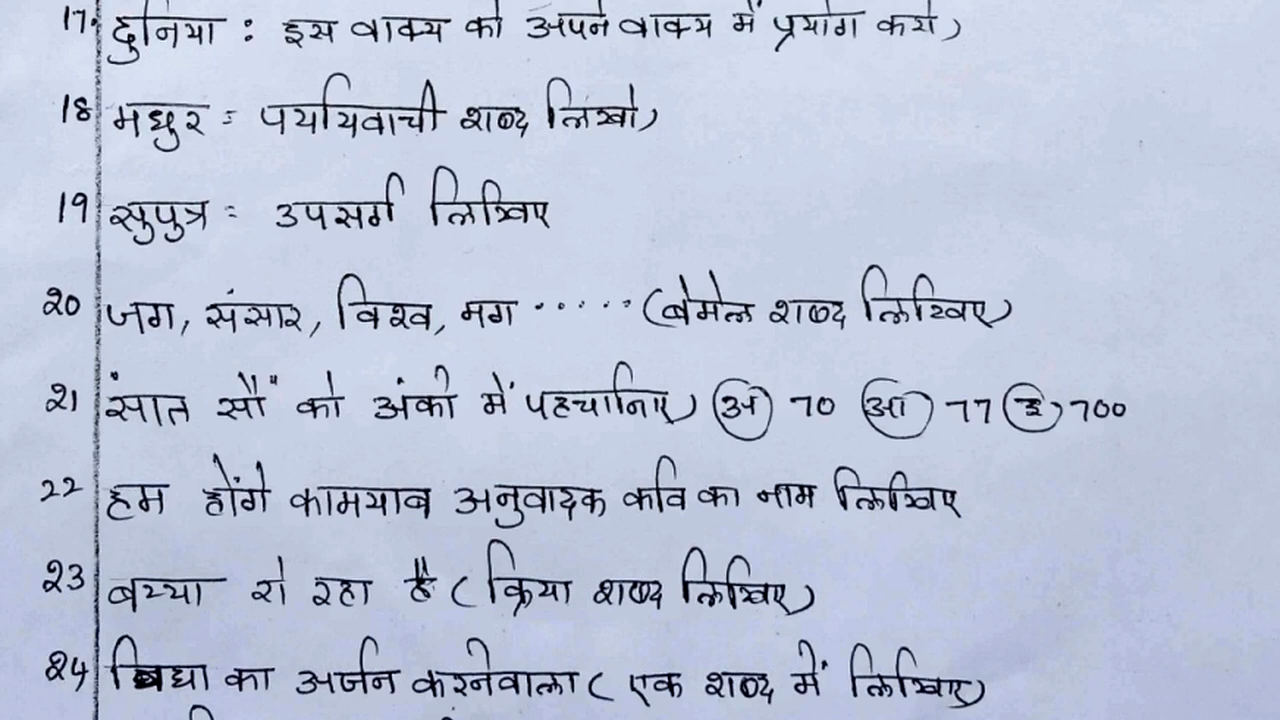 17. दुनिया : इस वाक्य को अपने वाक्य में प्रयोग करो)
18 मधुर = पर्यायवाची शब्द लिखो)
19 सुपुत्र = उपसर्ग लिखिए
20 जग, संसार, विश्व, मग ...... (बेमेल शब्द लिखिए)
21 "सात सौ" को अंको में पहचानिए) (अ) 70 (आ) 77 (इ) 700
22 हम होंगे कामयाब अनुवादक कवि का नाम लिखिए
23 बच्चा रो रहा है (क्रिया शब्द लिखिए)
24 विद्या का अर्जन करनेवाला ( एक शब्द में लिखिए)